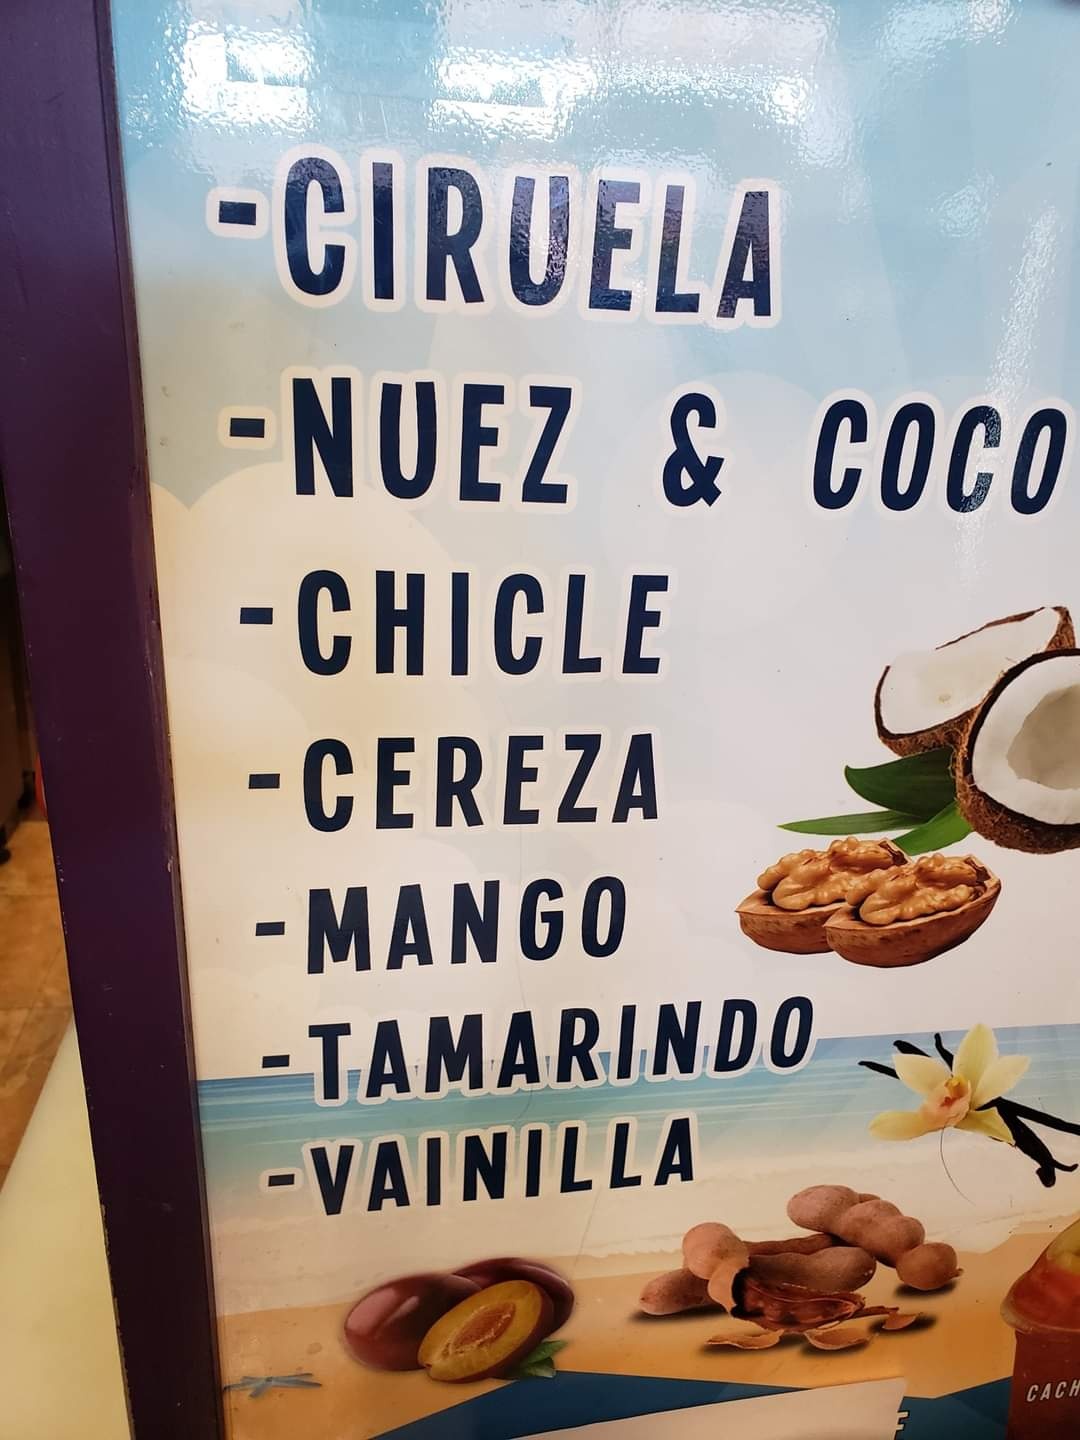 -CIRUELA
-NUEZ & COCO
-CHICLE
-CEREZA
-MANGO
-TAMARINDO
-VAINILLA